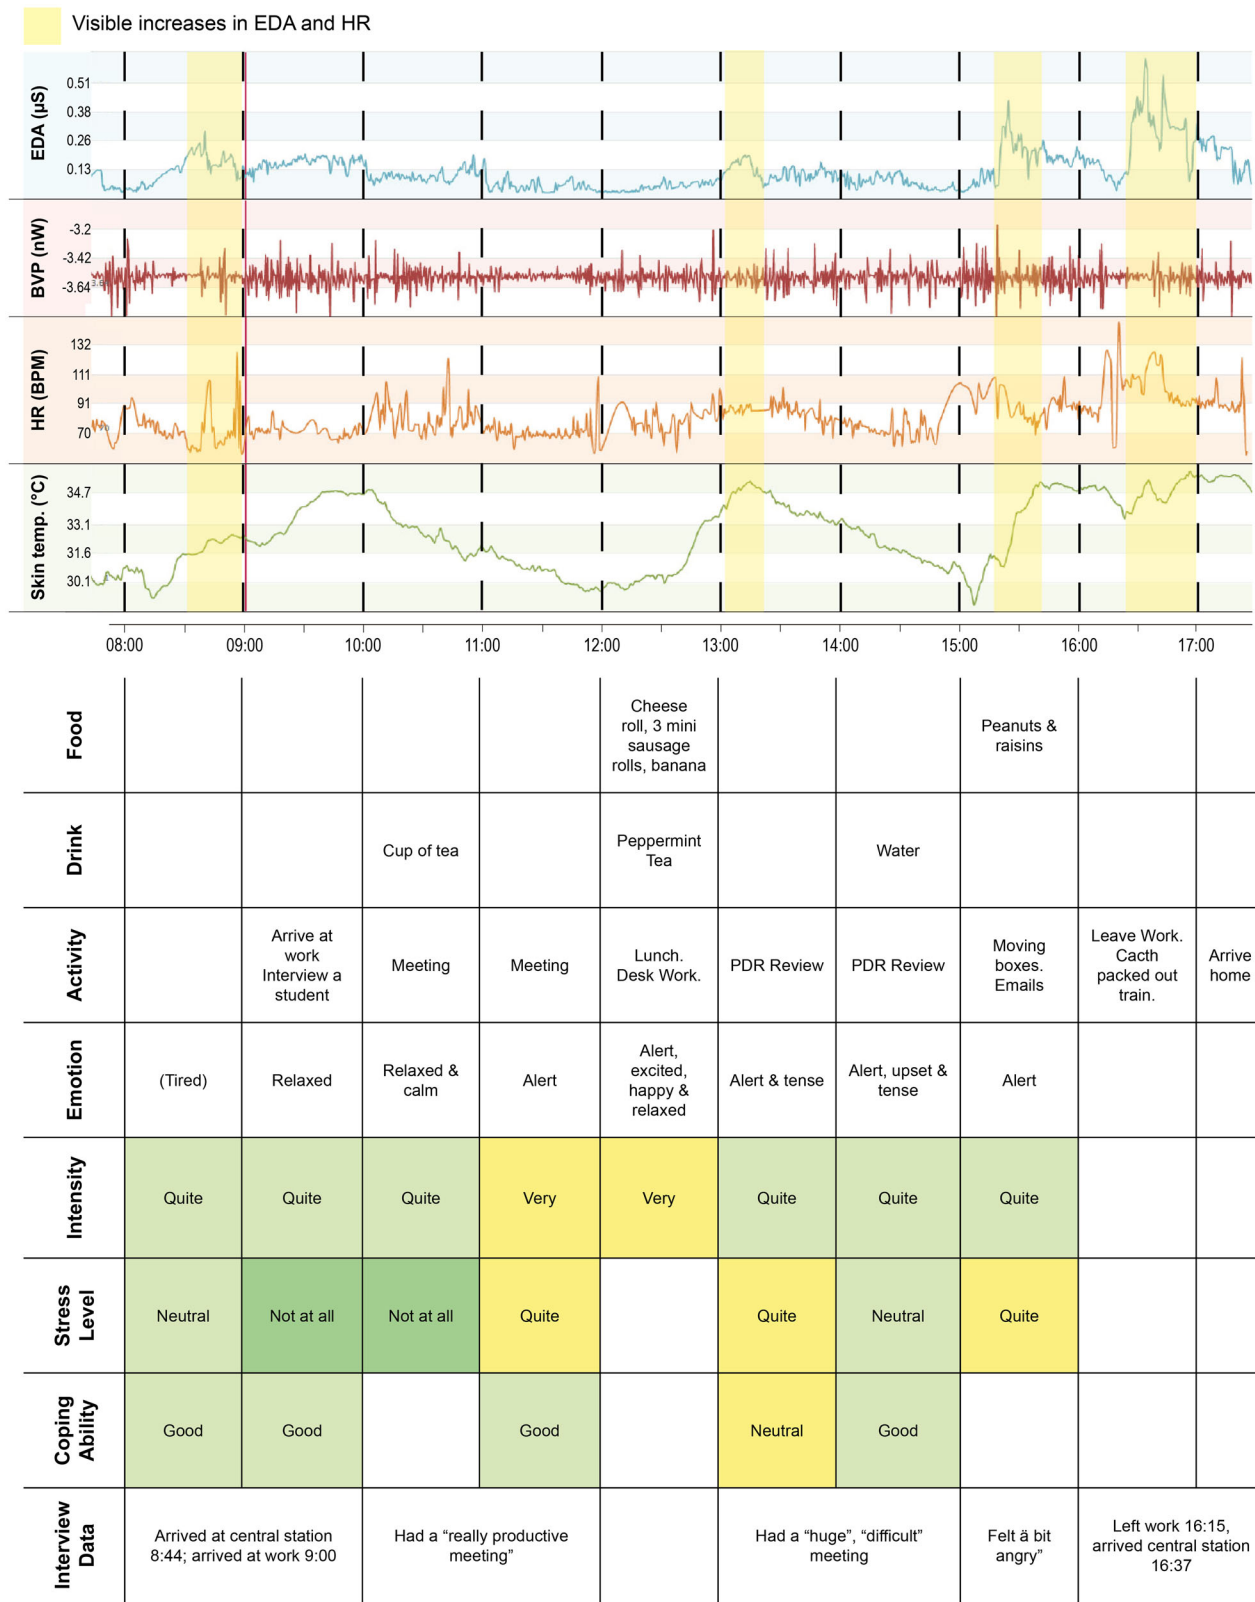 Visible increases in EDA and HR
EDA (µS)
0.51
0.38
0.26
0.13
BVP (nW)
-3.2
-3.42
-3.64
HR (BPM)
132
111
91
70
Skin temp. (°C)
34.7
33.1
31.6
30.1
08:00 09:00 10:00 11:00 12:00 13:00 14:00 15:00 16:00 17:00
Food
Cheese
roll, 3 mini
sausage
rolls, banana
Peanuts &
raisins
Drink
Cup of tea
Peppermint
Tea
Water
Activity
Arrive at
work
Interview a
student
Meeting
Meeting
Lunch.
Desk Work.
PDR Review
PDR Review
Moving
boxes.
Emails
Leave Work.
Cacth
packed out
train.
Arrive
home
Emotion
(Tired)
Relaxed
Relaxed &
calm
Alert
Alert,
excited,
happy &
relaxed
Alert & tense
Alert, upset &
tense
Alert
Intensity
Quite
Quite
Quite
Very
Very
Quite
Quite
Quite
Stress
Level
Neutral
Not at all
Not at all
Quite
Quite
Neutral
Quite
Coping
Ability
Good
Good
Good
Neutral
Good
Interview
Data
Arrived at central station
8:44; arrived at work 9:00
Had a “really productive
meeting”
Had a “huge”, “difficult”
meeting
Felt ä bit
angry”
Left work 16:15,
arrived central station
16:37